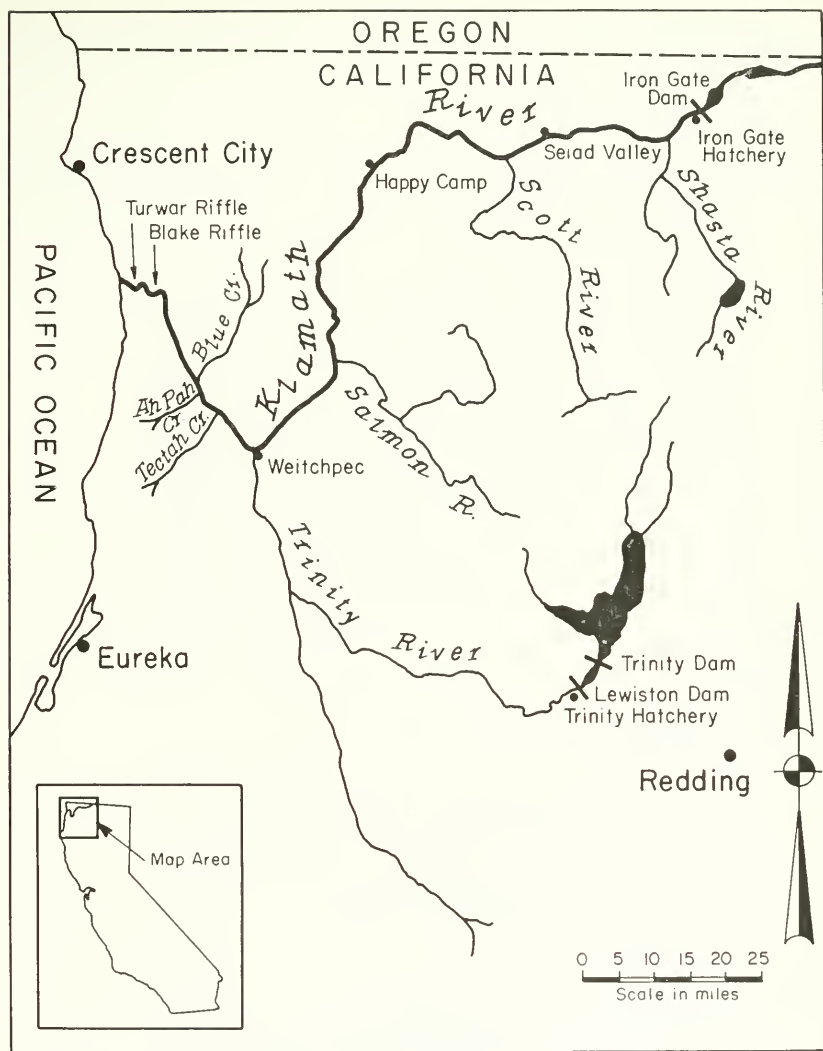 OREGON
CALIFORNIA
Klamath River
Iron Gate
Dam
Iron Gate
Hatchery
Crescent City
Seiad Valley
Happy Camp
Shasta River
Scott River
Turwar Riffle
Blake Riffle
PACIFIC OCEAN
Blue Cr.
Ah Pah
Cr
Tectah Cr.
Salmon R.
Weitchpec
Trinity River
Eureka
Trinity Dam
Lewiston Dam
Trinity Hatchery
Redding
Map Area
0 5 10 15 20 25
Scale in miles